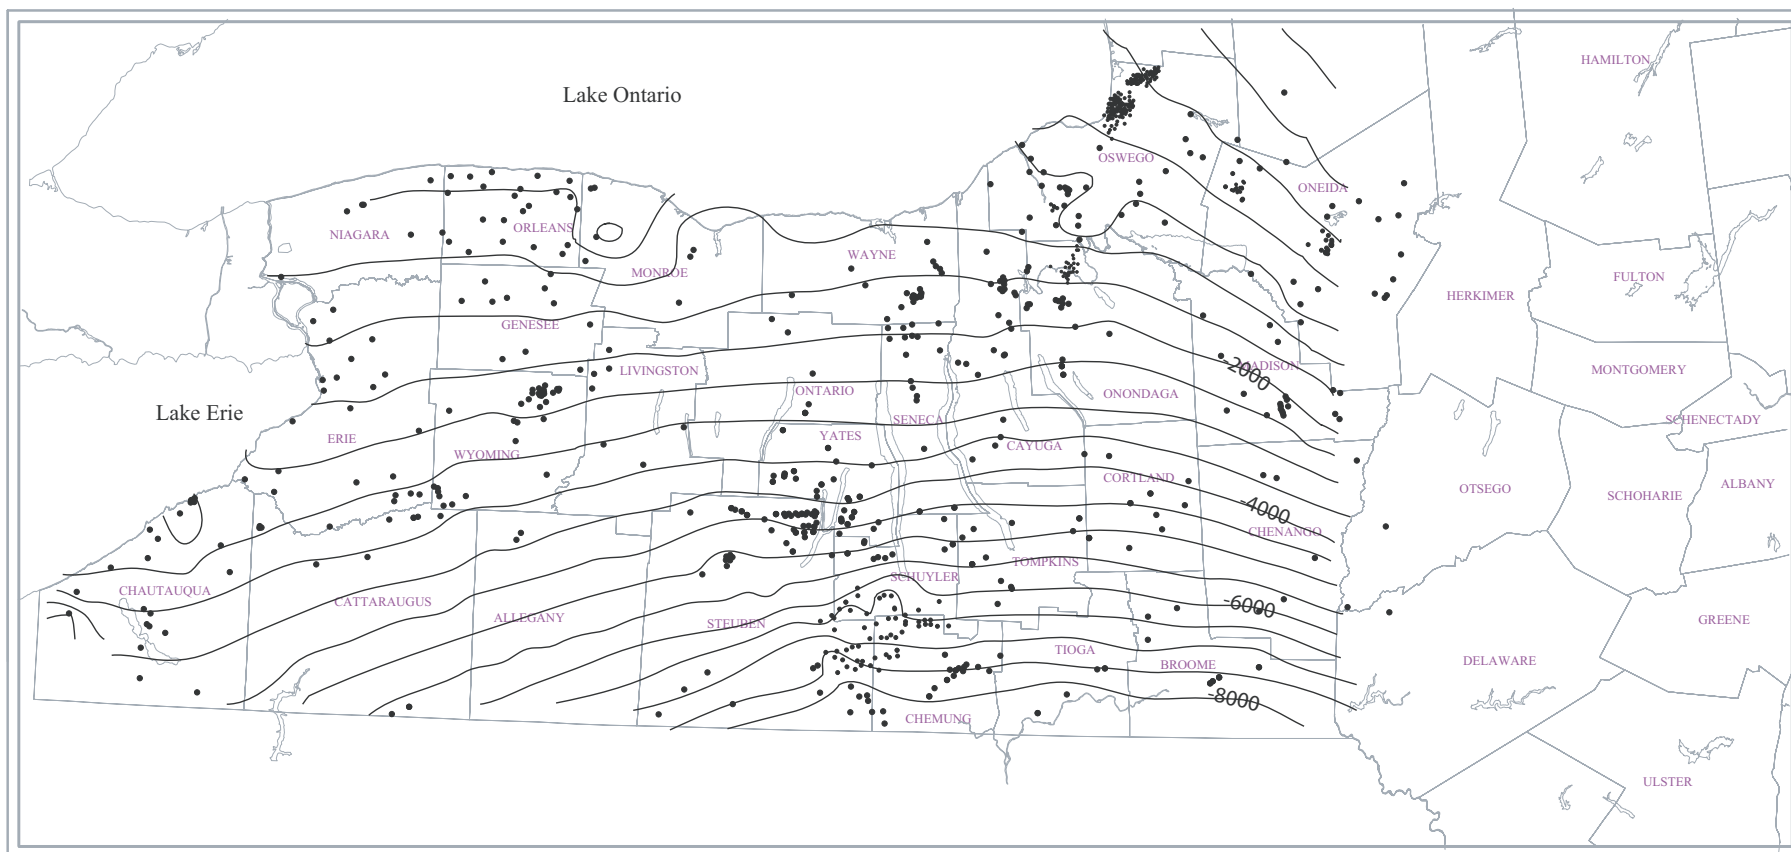 HAMILTON
Lake Ontario
OSWEGO
ONEIDA
NIAGARA
ORLEANS
WAYNE
MONROE
FULTON
HERKIMER
GENESEE
LIVINGSTON
MADISON
-2000
MONTGOMERY
ONTARIO
ONONDAGA
Lake Erie
SENECA
SCHENECTADY
ERIE
YATES
CAYUGA
WYOMING
CORTLAND
ALBANY
OTSEGO
SCHOHARIE
-4000
CHENANGO
TOMPKINS
SCHUYLER
CHAUTAUQUA
CATTARAUGUS
-6000
ALLEGANY
STEUBEN
GREENE
TIOGA
BROOME
DELAWARE
-8000
CHEMUNG
ULSTER